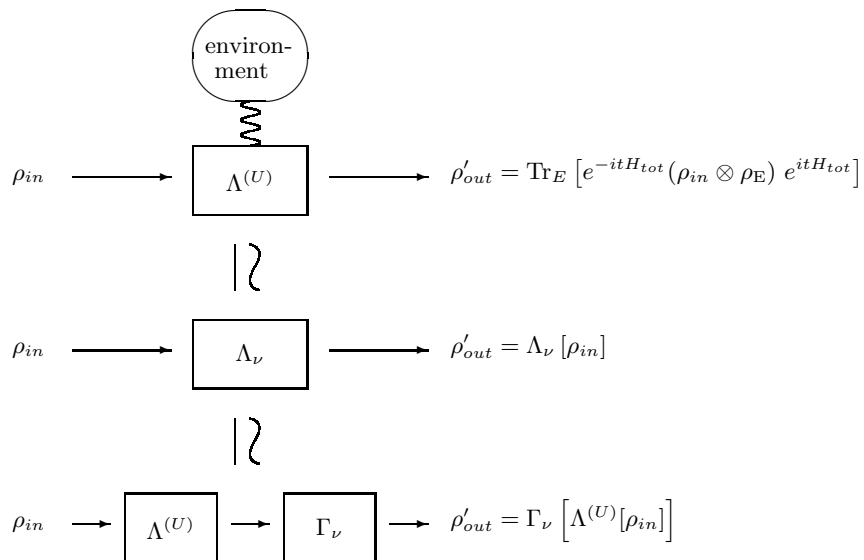 environ-
ment
ρ_in Λ^(U) ρ'_out = Tr_E [e^{-itH_tot}(ρ_in ⊗ ρ_E) e^{itH_tot}]
ρ_in Λ_ν ρ'_out = Λ_ν [ρ_in]
ρ_in Λ^(U) Γ_ν ρ'_out = Γ_ν [Λ^(U)[ρ_in]]